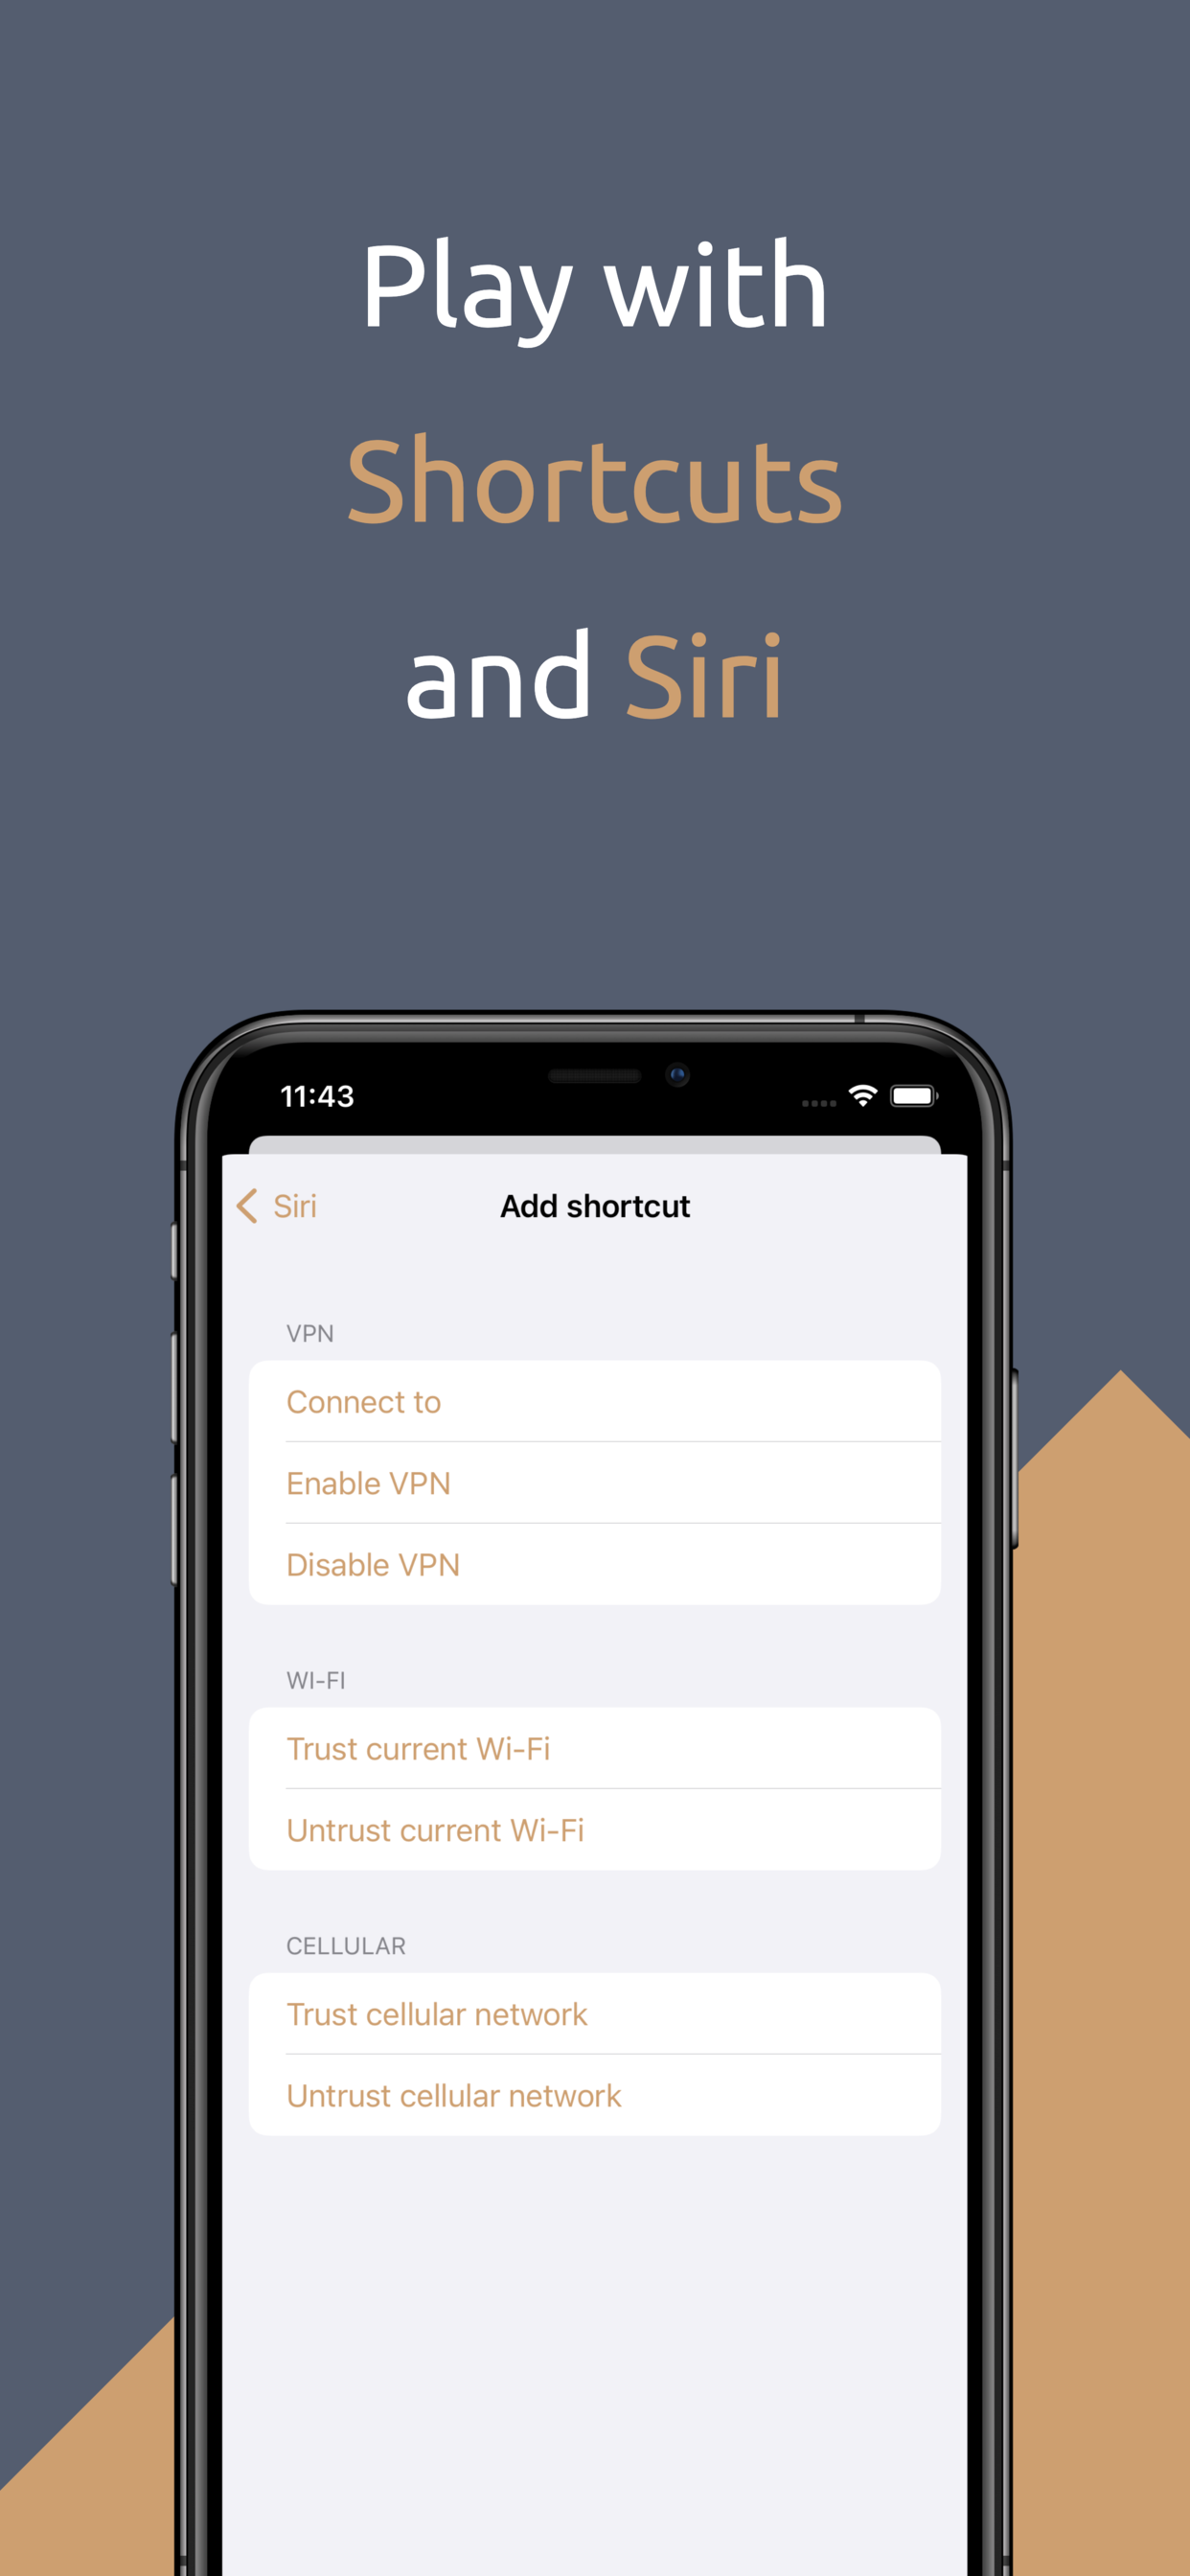 Play with
Shortcuts
and Siri
11:43
Siri
Add shortcut
VPN
Connect to
Enable VPN
Disable VPN
WI-FI
Trust current Wi-Fi
Untrust current Wi-Fi
CELLULAR
Trust cellular network
Untrust cellular network